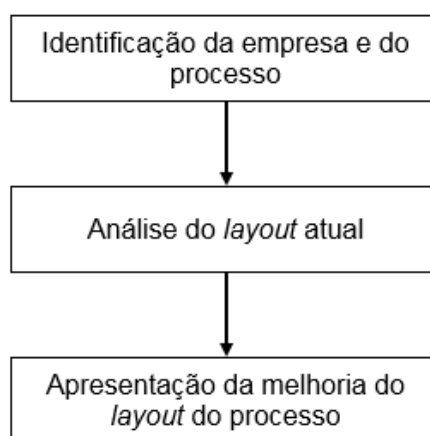 Identificação da empresa e do
processo
Análise do layout atual
Apresentação da melhoria do
layout do processo